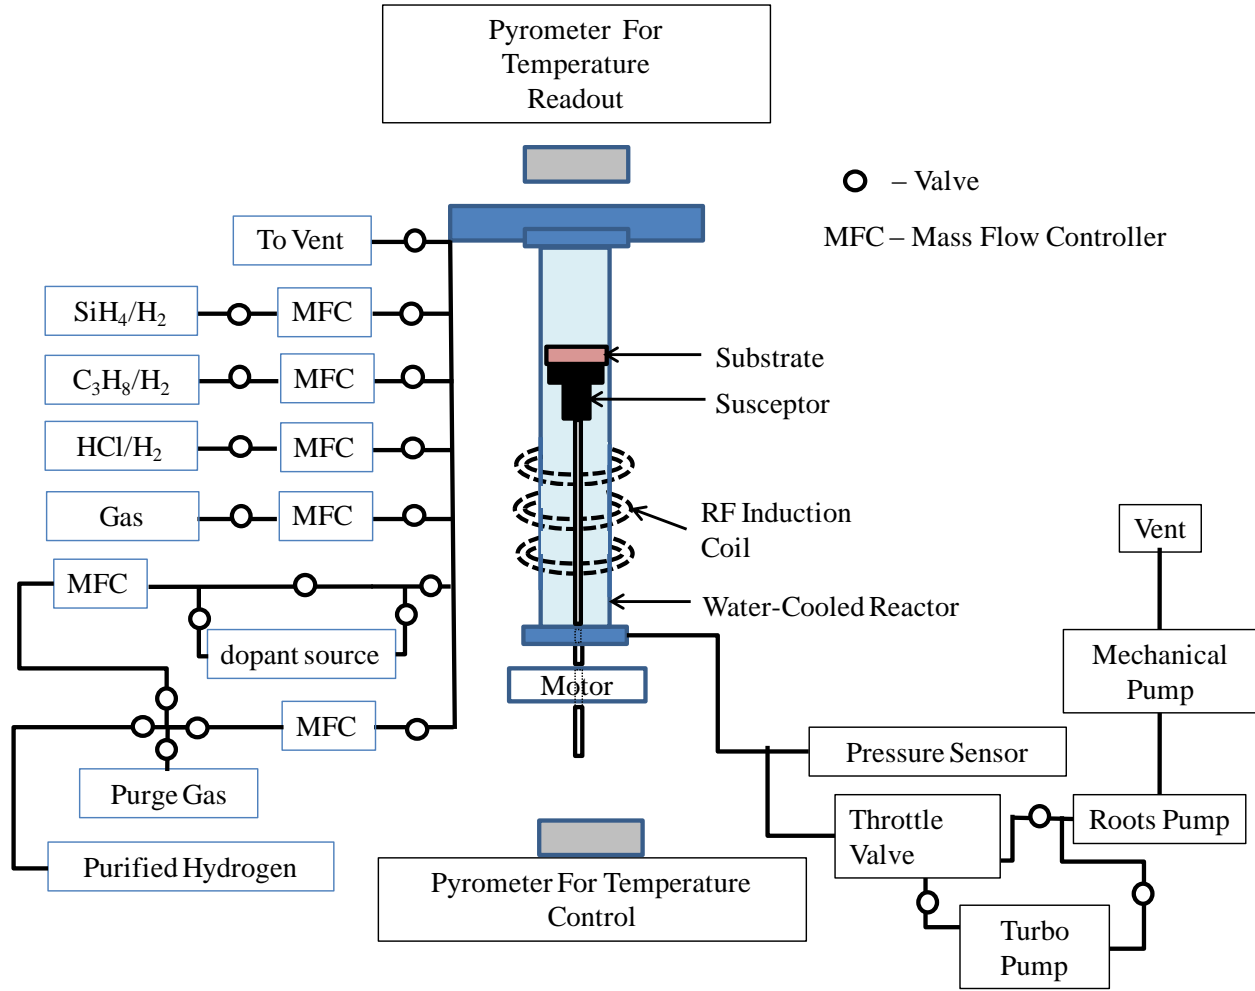 Pyrometer For
Temperature
Readout
– Valve
MFC – Mass Flow Controller
To Vent
SiH₄/H₂
MFC
C₃H₈/H₂
MFC
HCl/H₂
MFC
Gas
MFC
MFC
dopant source
MFC
Purge Gas
Purified Hydrogen
Substrate
Susceptor
RF Induction
Coil
Water-Cooled Reactor
Motor
Vent
Mechanical
Pump
Pressure Sensor
Throttle
Valve
Roots Pump
Turbo
Pump
Pyrometer For Temperature
Control